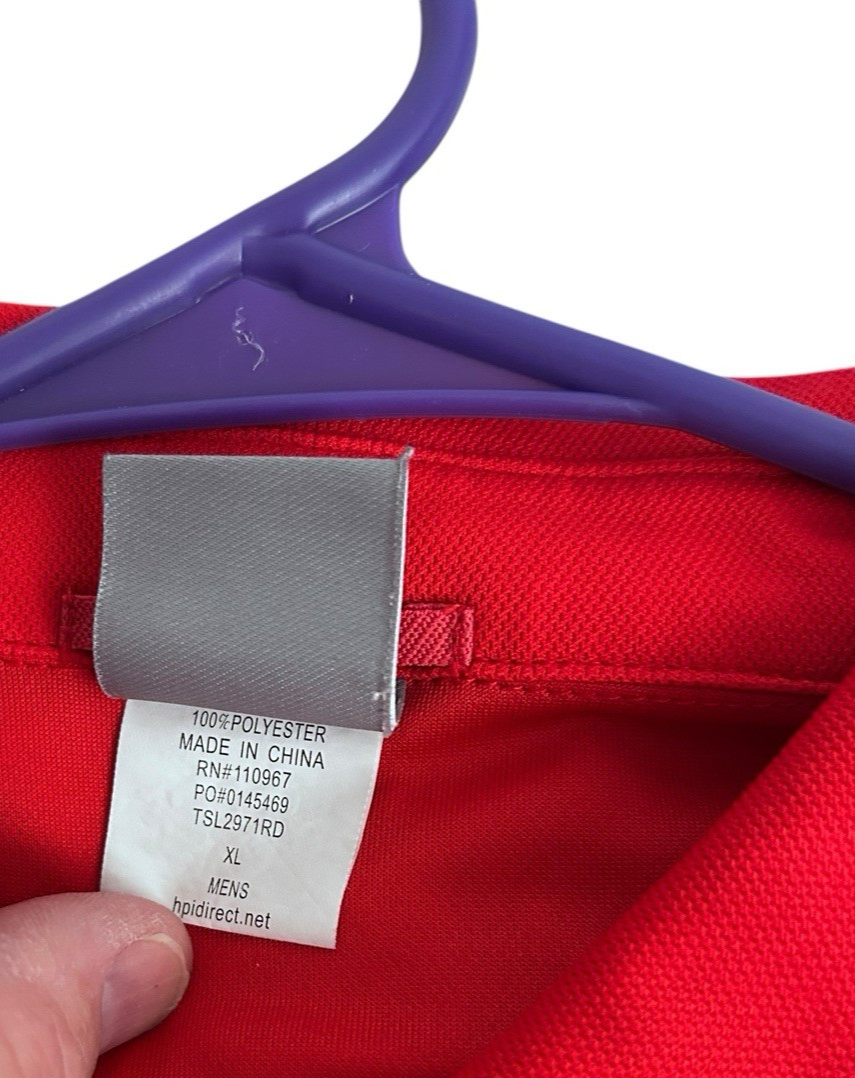 100%POLYESTER
MADE IN CHINA
RN#110967
PO#0145469
TSL2971RD
XL
MENS
hpidirect.net